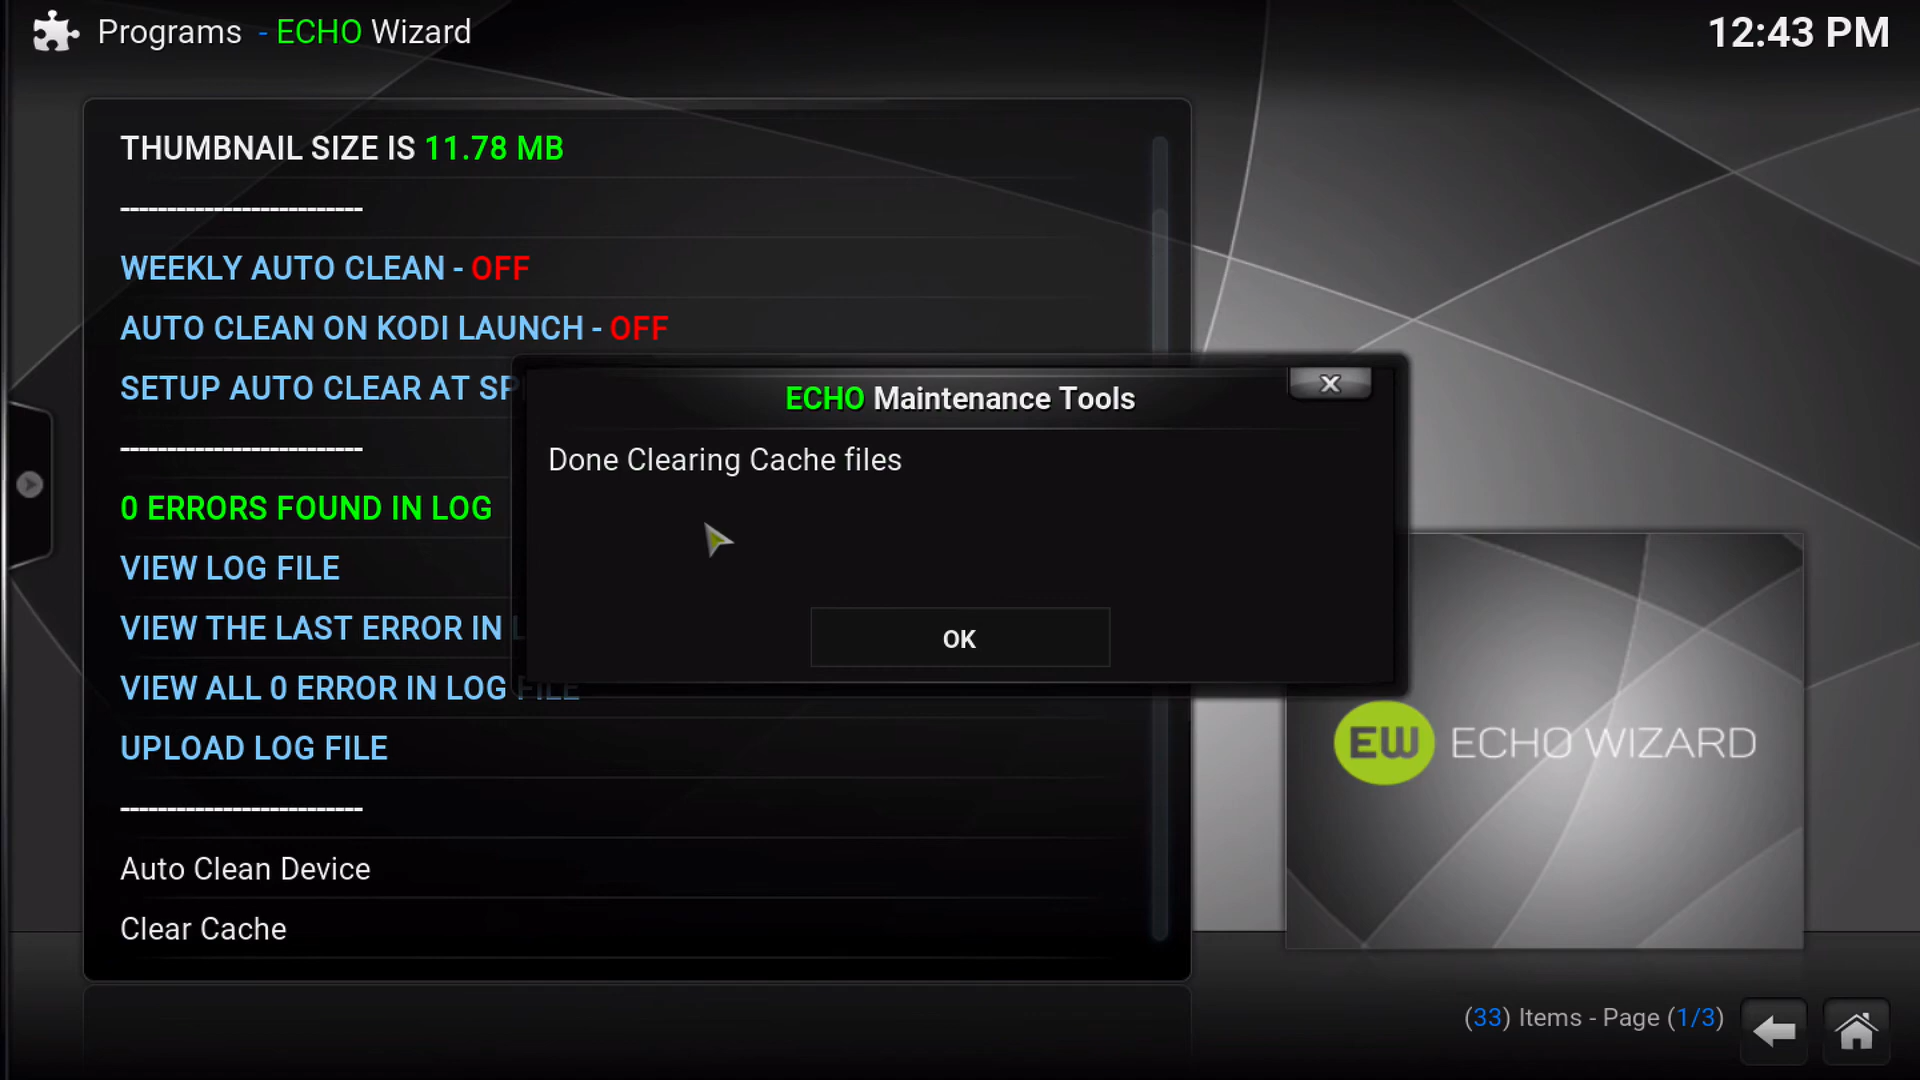 Programs - ECHO Wizard
12:43 PM
THUMBNAIL SIZE IS 11.78 MB
--------------------------
WEEKLY AUTO CLEAN - OFF
AUTO CLEAN ON KODI LAUNCH - OFF
SETUP AUTO CLEAR AT SP
--------------------------
0 ERRORS FOUND IN LOG
VIEW LOG FILE
VIEW THE LAST ERROR IN L
VIEW ALL 0 ERROR IN LOG FILE
UPLOAD LOG FILE
--------------------------
Auto Clean Device
Clear Cache
ECHO Maintenance Tools
X
Done Clearing Cache files
OK
EW ECHO WIZARD
(33) Items - Page (1/3)